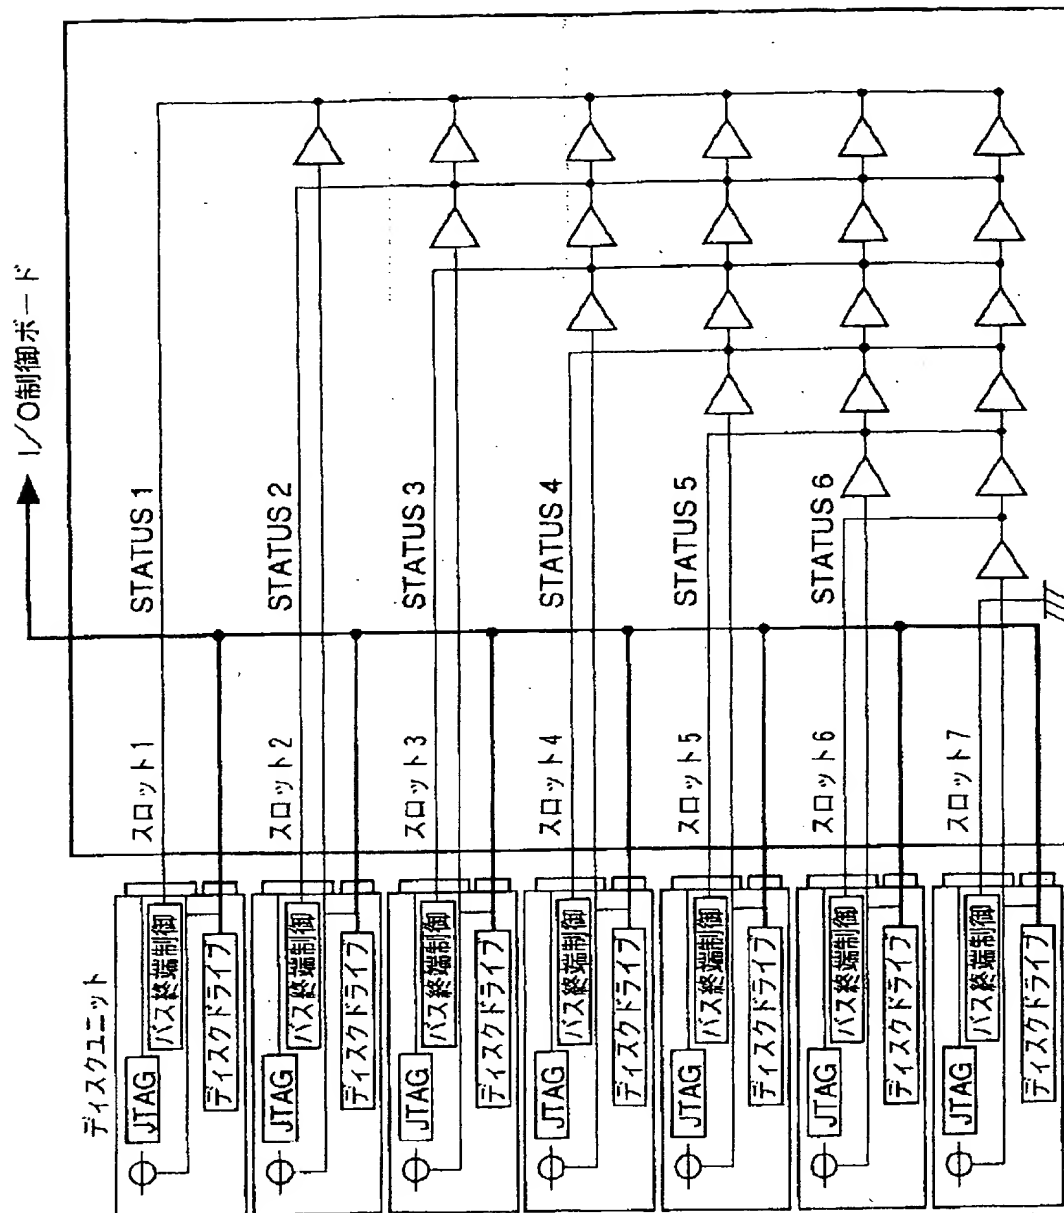 I/O制御ボード
STATUS 1
STATUS 2
STATUS 3
STATUS 4
STATUS 5
STATUS 6
スロット1
スロット2
スロット3
スロット4
スロット5
スロット6
スロット7
ディスクユニット
JTAG
バス終端制御
ディスクドライブ
JTAG
バス終端制御
ディスクドライブ
JTAG
バス終端制御
ディスクドライブ
JTAG
バス終端制御
ディスクドライブ
JTAG
バス終端制御
ディスクドライブ
JTAG
バス終端制御
ディスクドライブ
JTAG
バス終端制御
ディスクドライブ